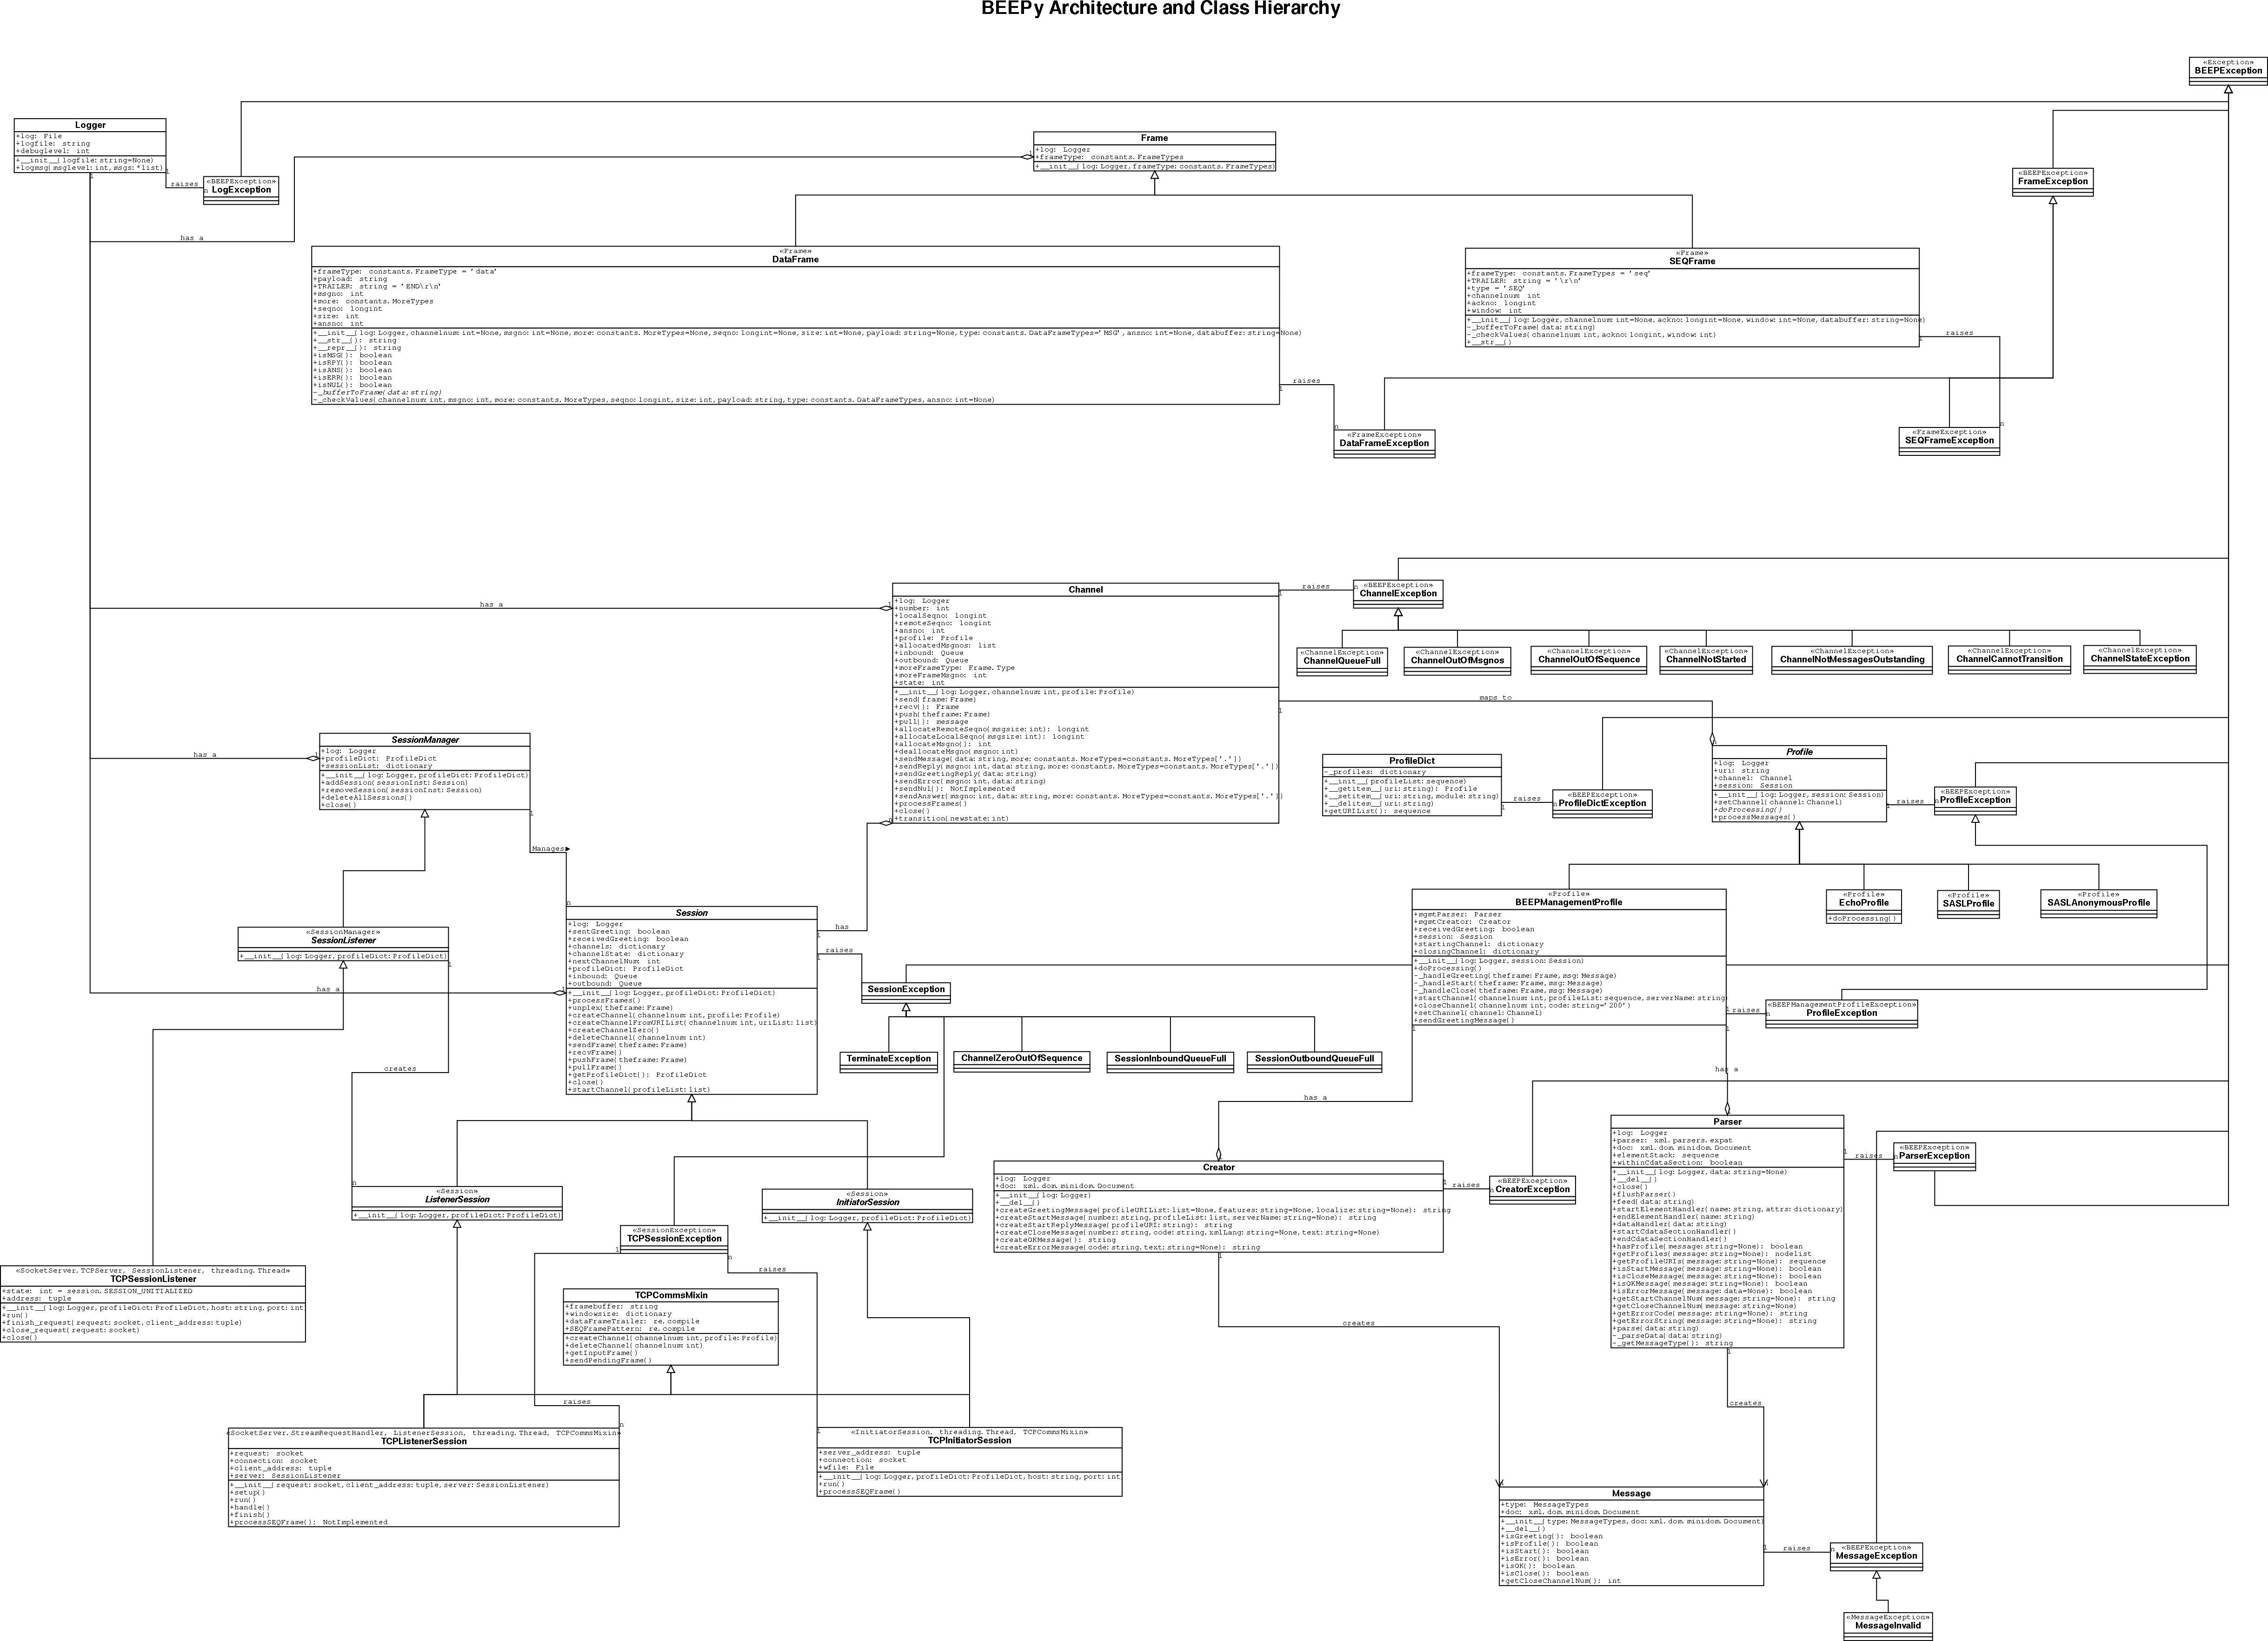 BEEPy Architecture and Class Hierarchy
«Exception»
BEEPException
Logger
+log: File
+logfile: string
+debuglevel: int
+__init__(logfile:string=None)
+logmsg(msglevel:int,msgs:*list)
1
1
raises
n
«BEEPException»
LogException
has a
1
Frame
+log: Logger
+frameType: constants.FrameTypes
+__init__(log:Logger,frameType:constants.FrameTypes)
«BEEPException»
FrameException
«Frame»
DataFrame
+frameType: constants.FrameType = 'data'
+payload: string
+TRAILER: string = 'END\r\n'
+msgno: int
+more: constants.MoreTypes
+seqno: longint
+size: int
+ansno: int
+__init__(log:Logger,channelnum:int=None,msgno:int=None,more:constants.MoreTypes=None,seqno:longint=None,size:int=None,payload:string=None,type:constants.DataFrameTypes='MSG',ansno:int=None,databuffer:string=None)
+__str__(): string
+__repr__(): string
+isMSG(): boolean
+isRPY(): boolean
+isANS(): boolean
+isERR(): boolean
+isNUL(): boolean
-_bufferToFrame(data:string)
-_checkValues(channelnum:int,msgno:int,more:constants.MoreTypes,seqno:longint,size:int,payload:string,type:constants.DataFrameTypes,ansno:int=None)
raises
1
n
«FrameException»
DataFrameException
«Frame»
SEQFrame
+frameType: constants.FrameTypes = 'seq'
+TRAILER: string = '\r\n'
+type = 'SEQ'
+channelnum: int
+ackno: longint
+window: int
+__init__(log:Logger,channelnum:int=None,ackno:longint=None,window:int=None,databuffer:string=None)
-_bufferToFrame(data:string)
-_checkValues(channelnum:int,ackno:longint,window:int)
+__str__()
raises
1
n
«FrameException»
SEQFrameException
has a
1
Channel
+log: Logger
+number: int
+localSeqno: longint
+remoteSeqno: longint
+ansno: int
+profile: Profile
+allocatedMsgnos: list
+inbound: Queue
+outbound: Queue
+moreFrameType: Frame.Type
+moreFrameMsgno: int
+state: int
+__init__(log:Logger,channelnum:int,profile:Profile)
+send(frame:Frame)
+recv(): Frame
+push(theframe:Frame)
+pull(): message
+allocateRemoteSeqno(msgsize:int): longint
+allocateLocalSeqno(msgsize:int): longint
+allocateMsgno(): int
+deallocateMsgno(msgno:int)
+sendMessage(data:string,more:constants.MoreTypes=constants.MoreTypes['.'])
+sendReply(msgno:int,data:string,more:constants.MoreTypes=constants.MoreTypes['.'])
+sendGreetingReply(data:string)
+sendError(msgno:int,data:string)
+sendNul(): NotImplemented
+sendAnswer(msgno:int,data:string,more:constants.MoreTypes=constants.MoreTypes['.'])
+processFrames()
+close()
+transition(newstate:int)
raises
1
n
«BEEPException»
ChannelException
«ChannelException»
ChannelQueueFull
«ChannelException»
ChannelOutOfMsgnos
«ChannelException»
ChannelOutOfSequence
«ChannelException»
ChannelNotStarted
«ChannelException»
ChannelNotMessagesOutstanding
«ChannelException»
ChannelCannotTransition
«ChannelException»
ChannelStateException
maps to
1
1
has a
1
SessionManager
+log: Logger
+profileDict: ProfileDict
+sessionList: dictionary
+__init__(log:Logger,profileDict:ProfileDict)
+addSession(sessionInst:Session)
+removeSession(sessionInst:Session)
+deleteAllSessions()
+close()
1
Manages
n
ProfileDict
-_profiles: dictionary
+__init__(profileList:sequence)
+__getitem__(uri:string): Profile
+__setitem__(uri:string,module:string)
+__delitem__(uri:string)
+getURIList(): sequence
raises
1
n
«BEEPException»
ProfileDictException
Profile
+log: Logger
+uri: string
+channel: Channel
+session: Session
+__init__(log:Logger,session:Session)
+setChannel(channel:Channel)
+doProcessing()
+processMessages()
raises
1
n
«BEEPException»
ProfileException
«SessionManager»
SessionListener
+__init__(log:Logger,profileDict:ProfileDict)
1
Session
+log: Logger
+sentGreeting: boolean
+receivedGreeting: boolean
+channels: dictionary
+channelState: dictionary
+nextChannelNum: int
+profileDict: ProfileDict
+inbound: Queue
+outbound: Queue
+__init__(log:Logger,profileDict:ProfileDict)
+processFrames()
+unplex(theframe:Frame)
+createChannel(channelnum:int,profile:Profile)
+createChannelFromURIList(channelnum:int,uriList:list)
+createChannelZero()
+deleteChannel(channelnum:int)
+sendFrame(theframe:Frame)
+recvFrame()
+pushFrame(theframe:Frame)
+pullFrame()
+getProfileDict(): ProfileDict
+close()
+startChannel(profileList:list)
has a
1
has
1
n
raises
1
SessionException
TerminateException
ChannelZeroOutOfSequence
SessionInboundQueueFull
SessionOutboundQueueFull
«Profile»
BEEPManagementProfile
+mgmtParser: Parser
+mgmtCreator: Creator
+receivedGreeting: boolean
+session: Session
+startingChannel: dictionary
+closingChannel: dictionary
+__init__(log:Logger,session:Session)
+doProcessing()
-_handleGreeting(theframe:Frame,msg:Message)
-_handleStart(theframe:Frame,msg:Message)
-_handleClose(theframe:Frame,msg:Message)
+startChannel(channelnum:int,profileList:sequence,serverName:string)
+closeChannel(channelnum:int,code:string='200')
+setChannel(channel:Channel)
+sendGreetingMessage()
«Profile»
EchoProfile
+doProcessing()
«Profile»
SASLProfile
«Profile»
SASLAnonymousProfile
1
raises
n
«BEEPManagementProfileException»
ProfileException
creates
n
1
has a
1
has a
«Session»
ListenerSession
+__init__(log:Logger,profileDict:ProfileDict)
«Session»
InitiatorSession
+__init__(log:Logger,profileDict:ProfileDict)
Creator
+log: Logger
+doc: xml.dom.minidom.Document
+__init__(log:Logger)
+__del__()
+createGreetingMessage(profileURIList:list=None,features:string=None,localize:string=None): string
+createStartMessage(number:string,profileList:list,serverName:string=None): string
+createStartReplyMessage(profileURI:string): string
+createCloseMessage(number:string,code:string,xmlLang:string=None,text:string=None)
+createOKMessage(): string
+createErrorMessage(code:string,text:string=None): string
1
raises
n
«BEEPException»
CreatorException
Parser
+log: Logger
+parser: xml.parsers.expat
+doc: xml.dom.minidom.Document
+elementStack: sequence
+withinCdataSection: boolean
+__init__(log:Logger,data:string=None)
+__del__()
+close()
+flushParser()
+feed(data:string)
+startElementHandler(name:string,attrs:dictionary)
+endElementHandler(name:string)
+dataHandler(data:string)
+startCdataSectionHandler()
+endCdataSectionHandler()
+hasProfile(message:string=None): boolean
+getProfiles(message:string=None): nodelist
+getProfileURIs(message:string=None): sequence
+isStartMessage(message:string=None): boolean
+isCloseMessage(message:string=None): boolean
+isOKMessage(message:string=None): boolean
+isErrorMessage(message:data=None): boolean
+getStartChannelNum(message:string=None): string
+getCloseChannelNum(message:string=None)
+getErrorCode(message:string=None): string
+getErrorString(message:string=None): string
+parse(data:string)
-_parseData(data:string)
-_getMessageType(): string
1
raises
n
«BEEPException»
ParserException
«SessionException»
TCPSessionException
1
n
raises
«SocketServer.TCPServer, SessionListener, threading.Thread»
TCPSessionListener
+state: int = session.SESSION_UNITIALIZED
+address: tuple
+__init__(log:Logger,profileDict:ProfileDict,host:string,port:int)
+run()
+finish_request(request:socket,client_address:tuple)
+close_request(request:socket)
+close()
TCPCommsMixin
+framebuffer: string
+windowsize: dictionary
+dataFrameTrailer: re.compile
+SEQFramePattern: re.compile
+createChannel(channelnum:int,profile:Profile)
+deleteChannel(channelnum:int)
+getInputFrame()
+sendPendingFrame()
1
creates
1
creates
raises
n
«SocketServer.StreamRequestHandler, ListenerSession, threading.Thread, TCPCommsMixin»
TCPListenerSession
+request: socket
+connection: socket
+client_address: tuple
+server: SessionListener
+__init__(request:socket,client_address:tuple,server:SessionListener)
+setup()
+run()
+handle()
+finish()
+processSEQFrame(): NotImplemented
1
«InitiatorSession, threading.Thread, TCPCommsMixin»
TCPInitiatorSession
+server_address: tuple
+connection: socket
+wfile: File
+__init__(log:Logger,profileDict:ProfileDict,host:string,port:int)
+run()
+processSEQFrame()
Message
+type: MessageTypes
+doc: xml.dom.minidom.Document
+__init__(type:MessageTypes,doc:xml.dom.minidom.Document)
+__del__()
+isGreeting(): boolean
+isProfile(): boolean
+isStart(): boolean
+isError(): boolean
+isOK(): boolean
+isClose(): boolean
+getCloseChannelNum(): int
1
raises
n
«BEEPException»
MessageException
«MessageException»
MessageInvalid